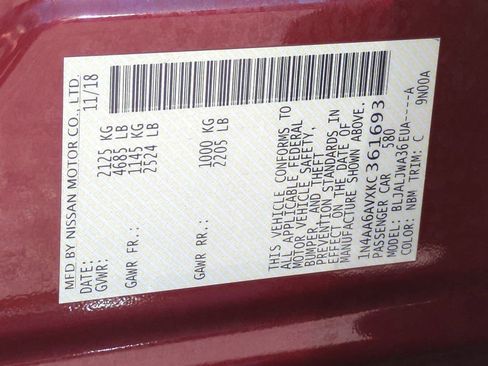 MFD BY NISSAN MOTOR CO., LTD.
DATE: 11/18
GVWR: 2125 KG
4685 LB
GAWR FR.: 1145 KG
2524 LB
GAWR RR.: 1000 KG
2205 LB
THIS VEHICLE CONFORMS TO
ALL APPLICABLE FEDERAL
MOTOR VEHICLE SAFETY,
BUMPER, AND THEFT
PREVENTION STANDARDS IN
EFFECT ON THE DATE OF
MANUFACTURE SHOWN ABOVE.
1N4AA6AVXKC361693
PASSENGER CAR 580
MODEL: BLJALJWA36EUA----A
COLOR: NBM TRIM: C 9N00A